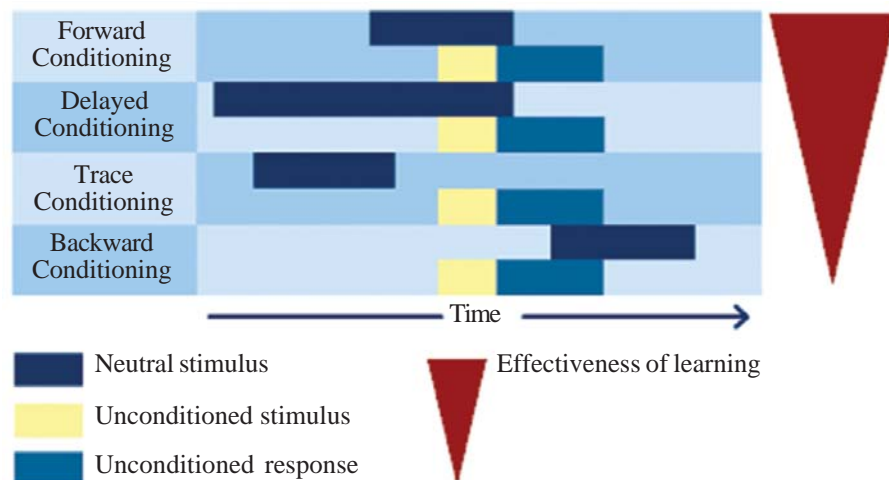 Forward
Conditioning
Delayed
Conditioning
Trace
Conditioning
Backward
Conditioning
Time
Neutral stimulus
Effectiveness of learning
Unconditioned stimulus
Unconditioned response